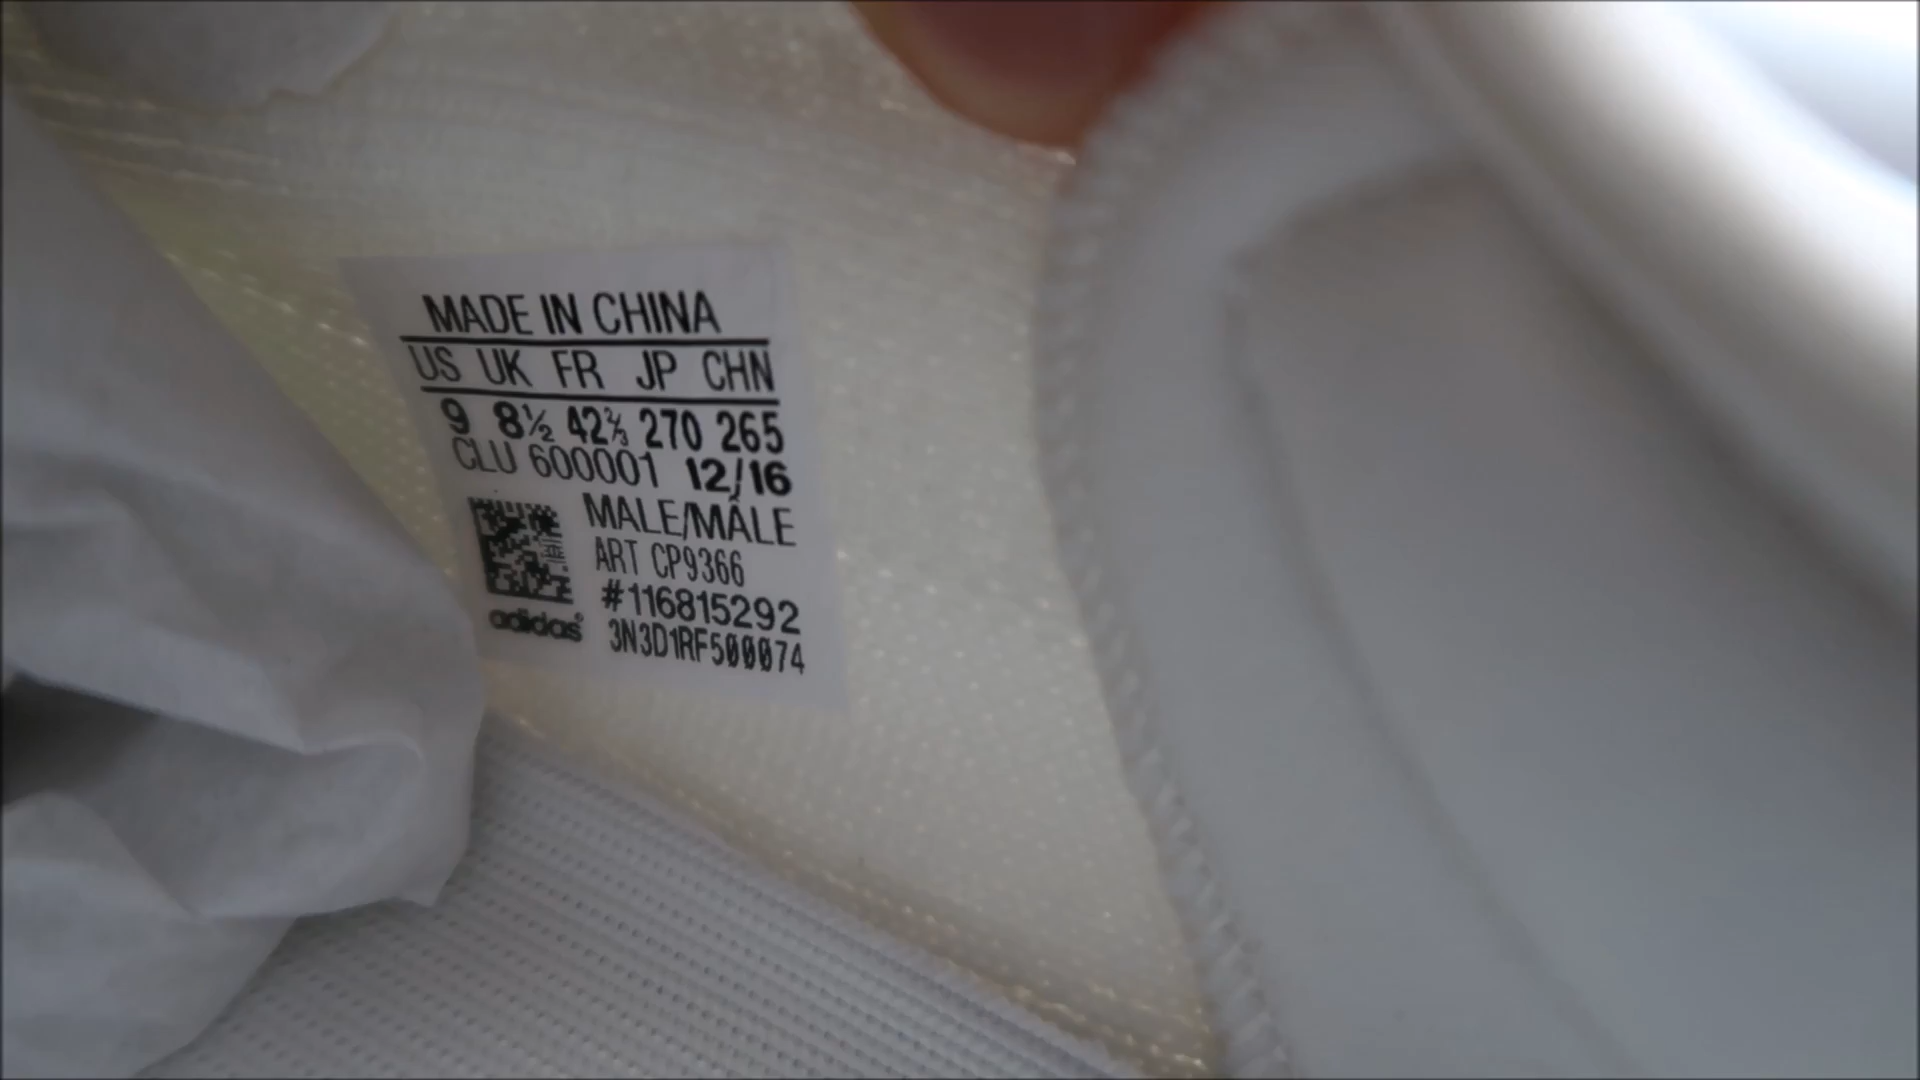 MADE IN CHINA
US UK FR JP CHN
9 8½ 42⅔ 270 265
CLU 600001 12/16
MALE/MÂLE
ART CP9366
#116815292
adidas
3N3D1RF500074